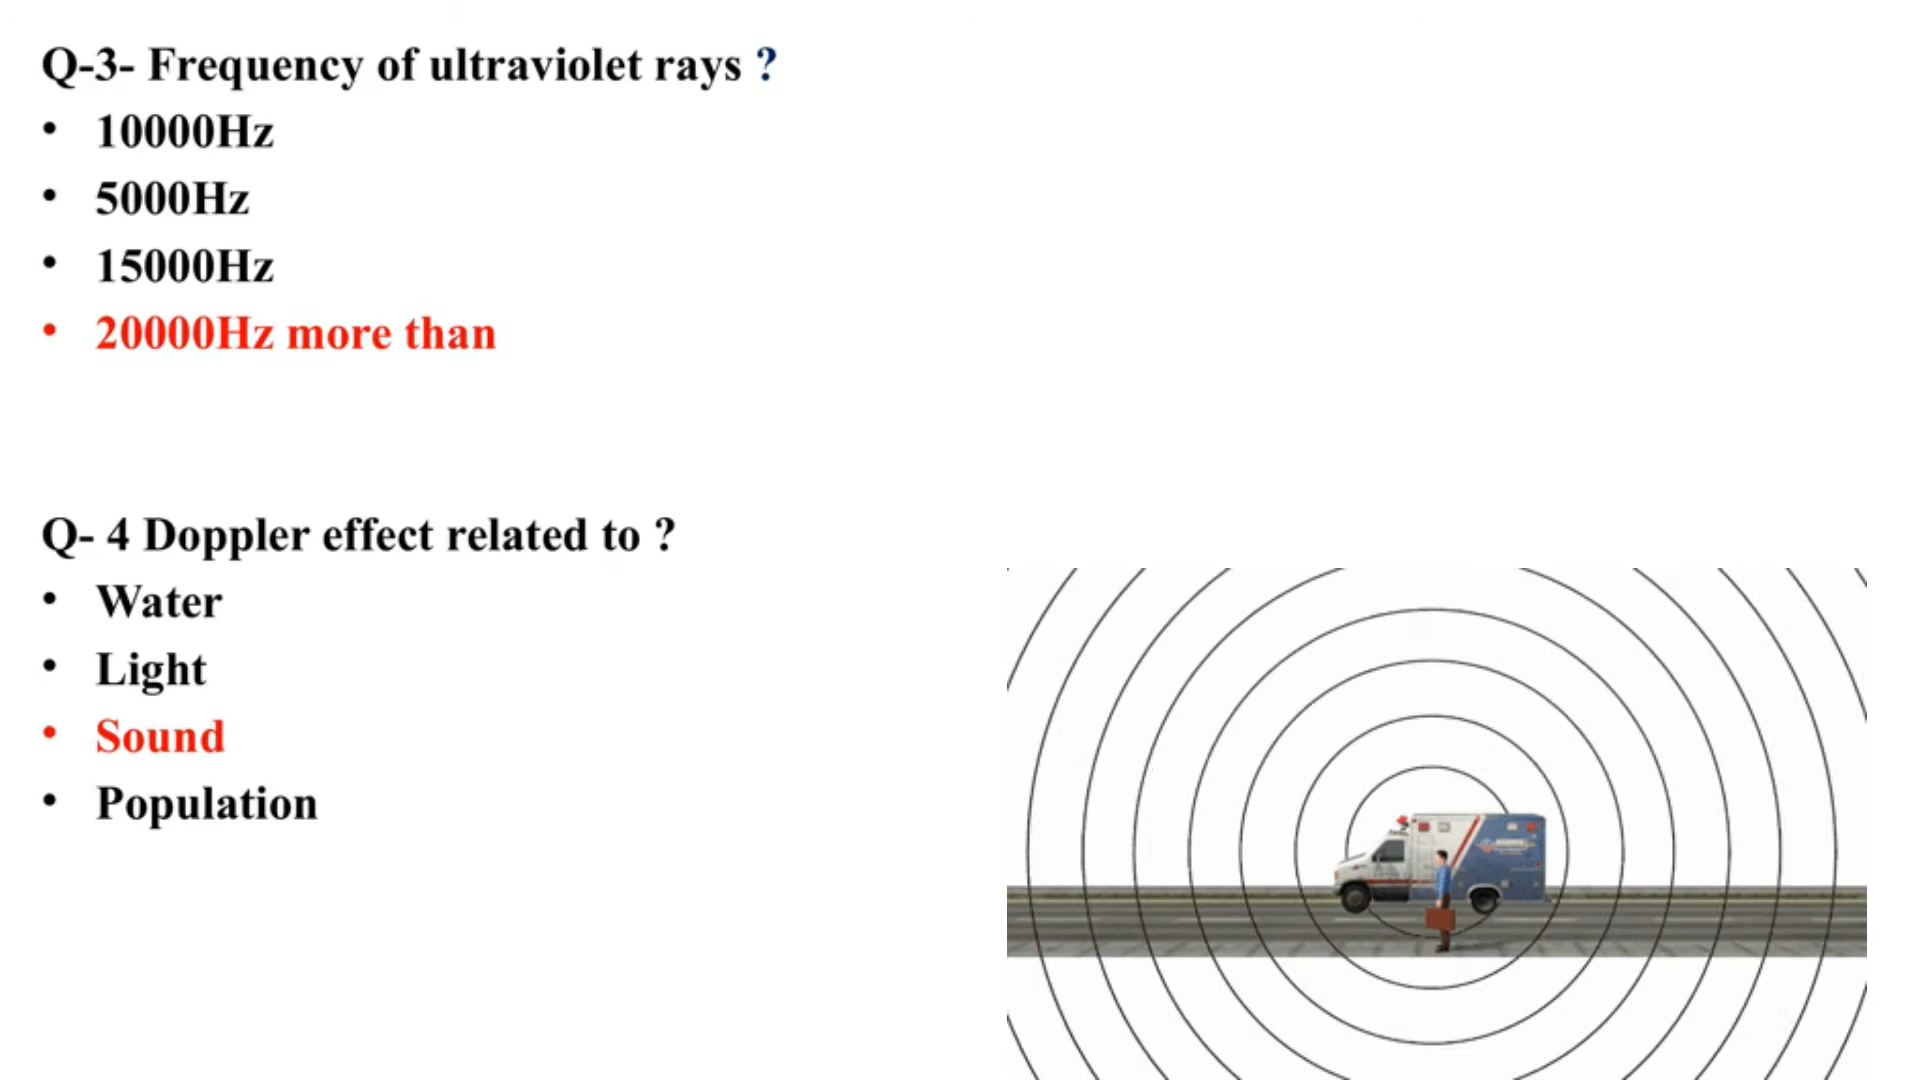 Q-3- Frequency of ultraviolet rays ?
• 10000Hz
• 5000Hz
• 15000Hz
• 20000Hz more than
Q- 4 Doppler effect related to ?
• Water
• Light
• Sound
• Population